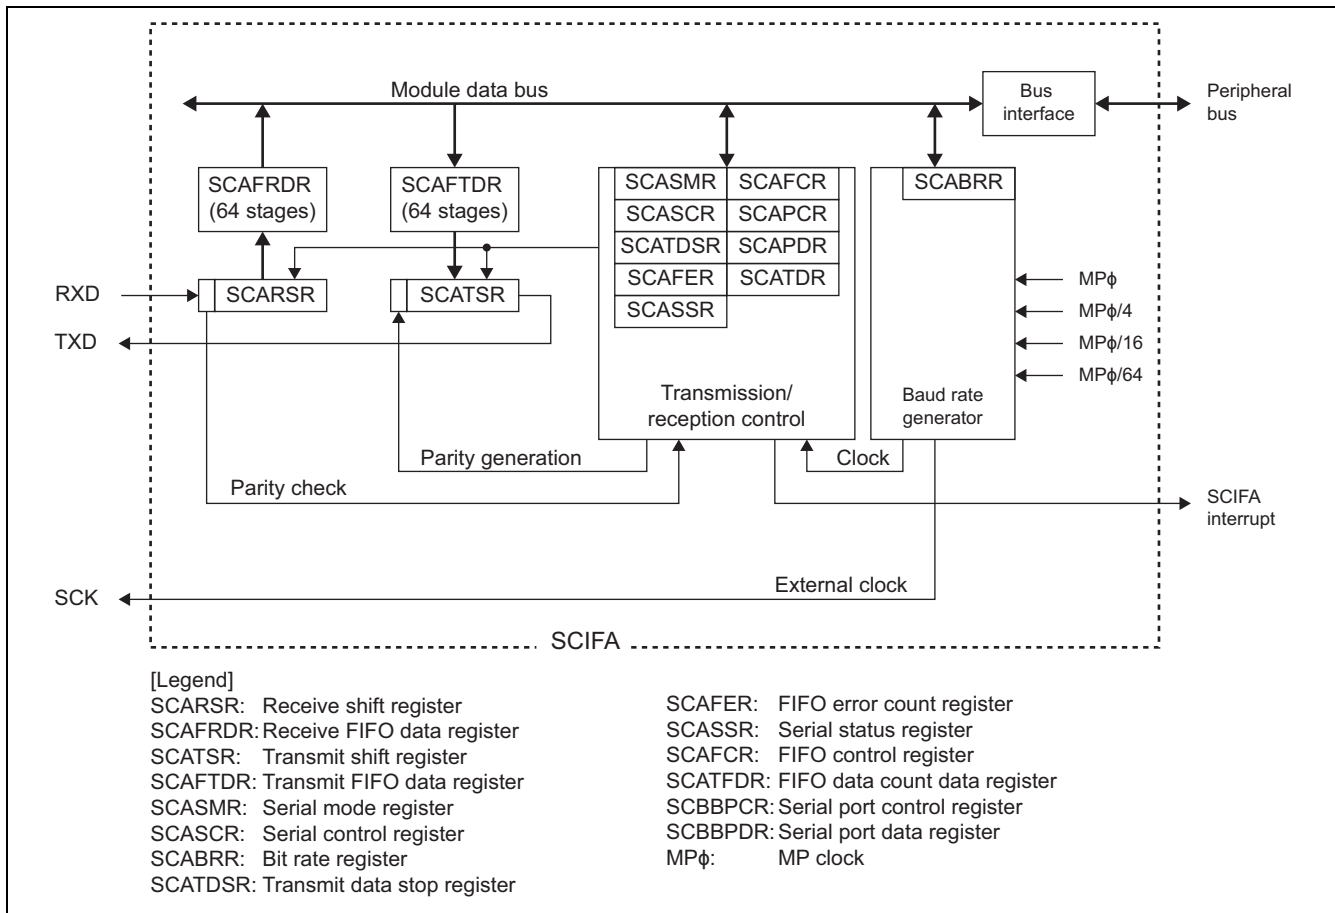 Module data bus
Bus
interface
Peripheral
bus
SCAFRDR
(64 stages)
SCAFTDR
(64 stages)
SCASMR
SCAFCR
SCASCR
SCAPCR
SCATDSR
SCAPDR
SCAFER
SCATDR
SCASSR
SCABRR
RXD
SCARSR
SCATSR
TXD
MPϕ
MPϕ/4
MPϕ/16
MPϕ/64
Transmission/
reception control
Baud rate
generator
Parity generation
Clock
Parity check
SCIFA
interrupt
External clock
SCK
SCIFA
[Legend]
SCARSR: Receive shift register
SCAFRDR: Receive FIFO data register
SCATSR: Transmit shift register
SCAFTDR: Transmit FIFO data register
SCASMR: Serial mode register
SCASCR: Serial control register
SCABRR: Bit rate register
SCATDSR: Transmit data stop register
SCAFER: FIFO error count register
SCASSR: Serial status register
SCAFCR: FIFO control register
SCATFDR: FIFO data count data register
SCBBPCR: Serial port control register
SCBBPDR: Serial port data register
MPϕ: MP clock